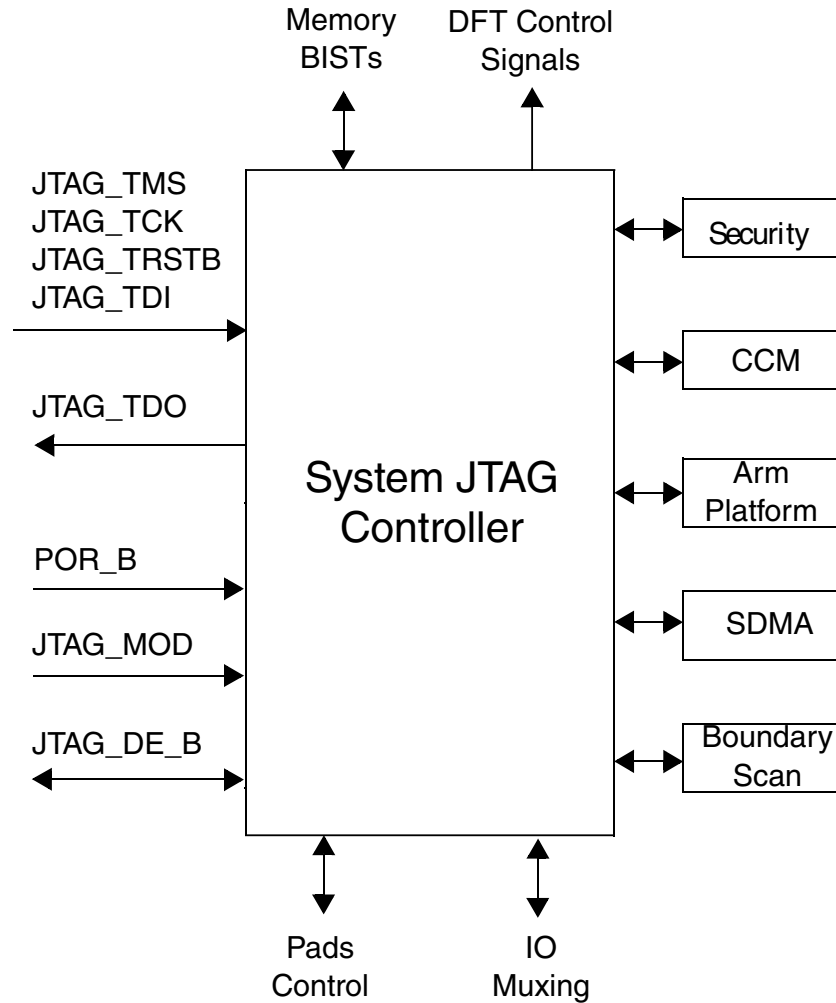 Memory
BISTs
DFT Control
Signals
JTAG_TMS
JTAG_TCK
JTAG_TRSTB
JTAG_TDI
JTAG_TDO
POR_B
JTAG_MOD
JTAG_DE_B
System JTAG
Controller
Security
CCM
Arm
Platform
SDMA
Boundary
Scan
Pads
Control
IO
Muxing